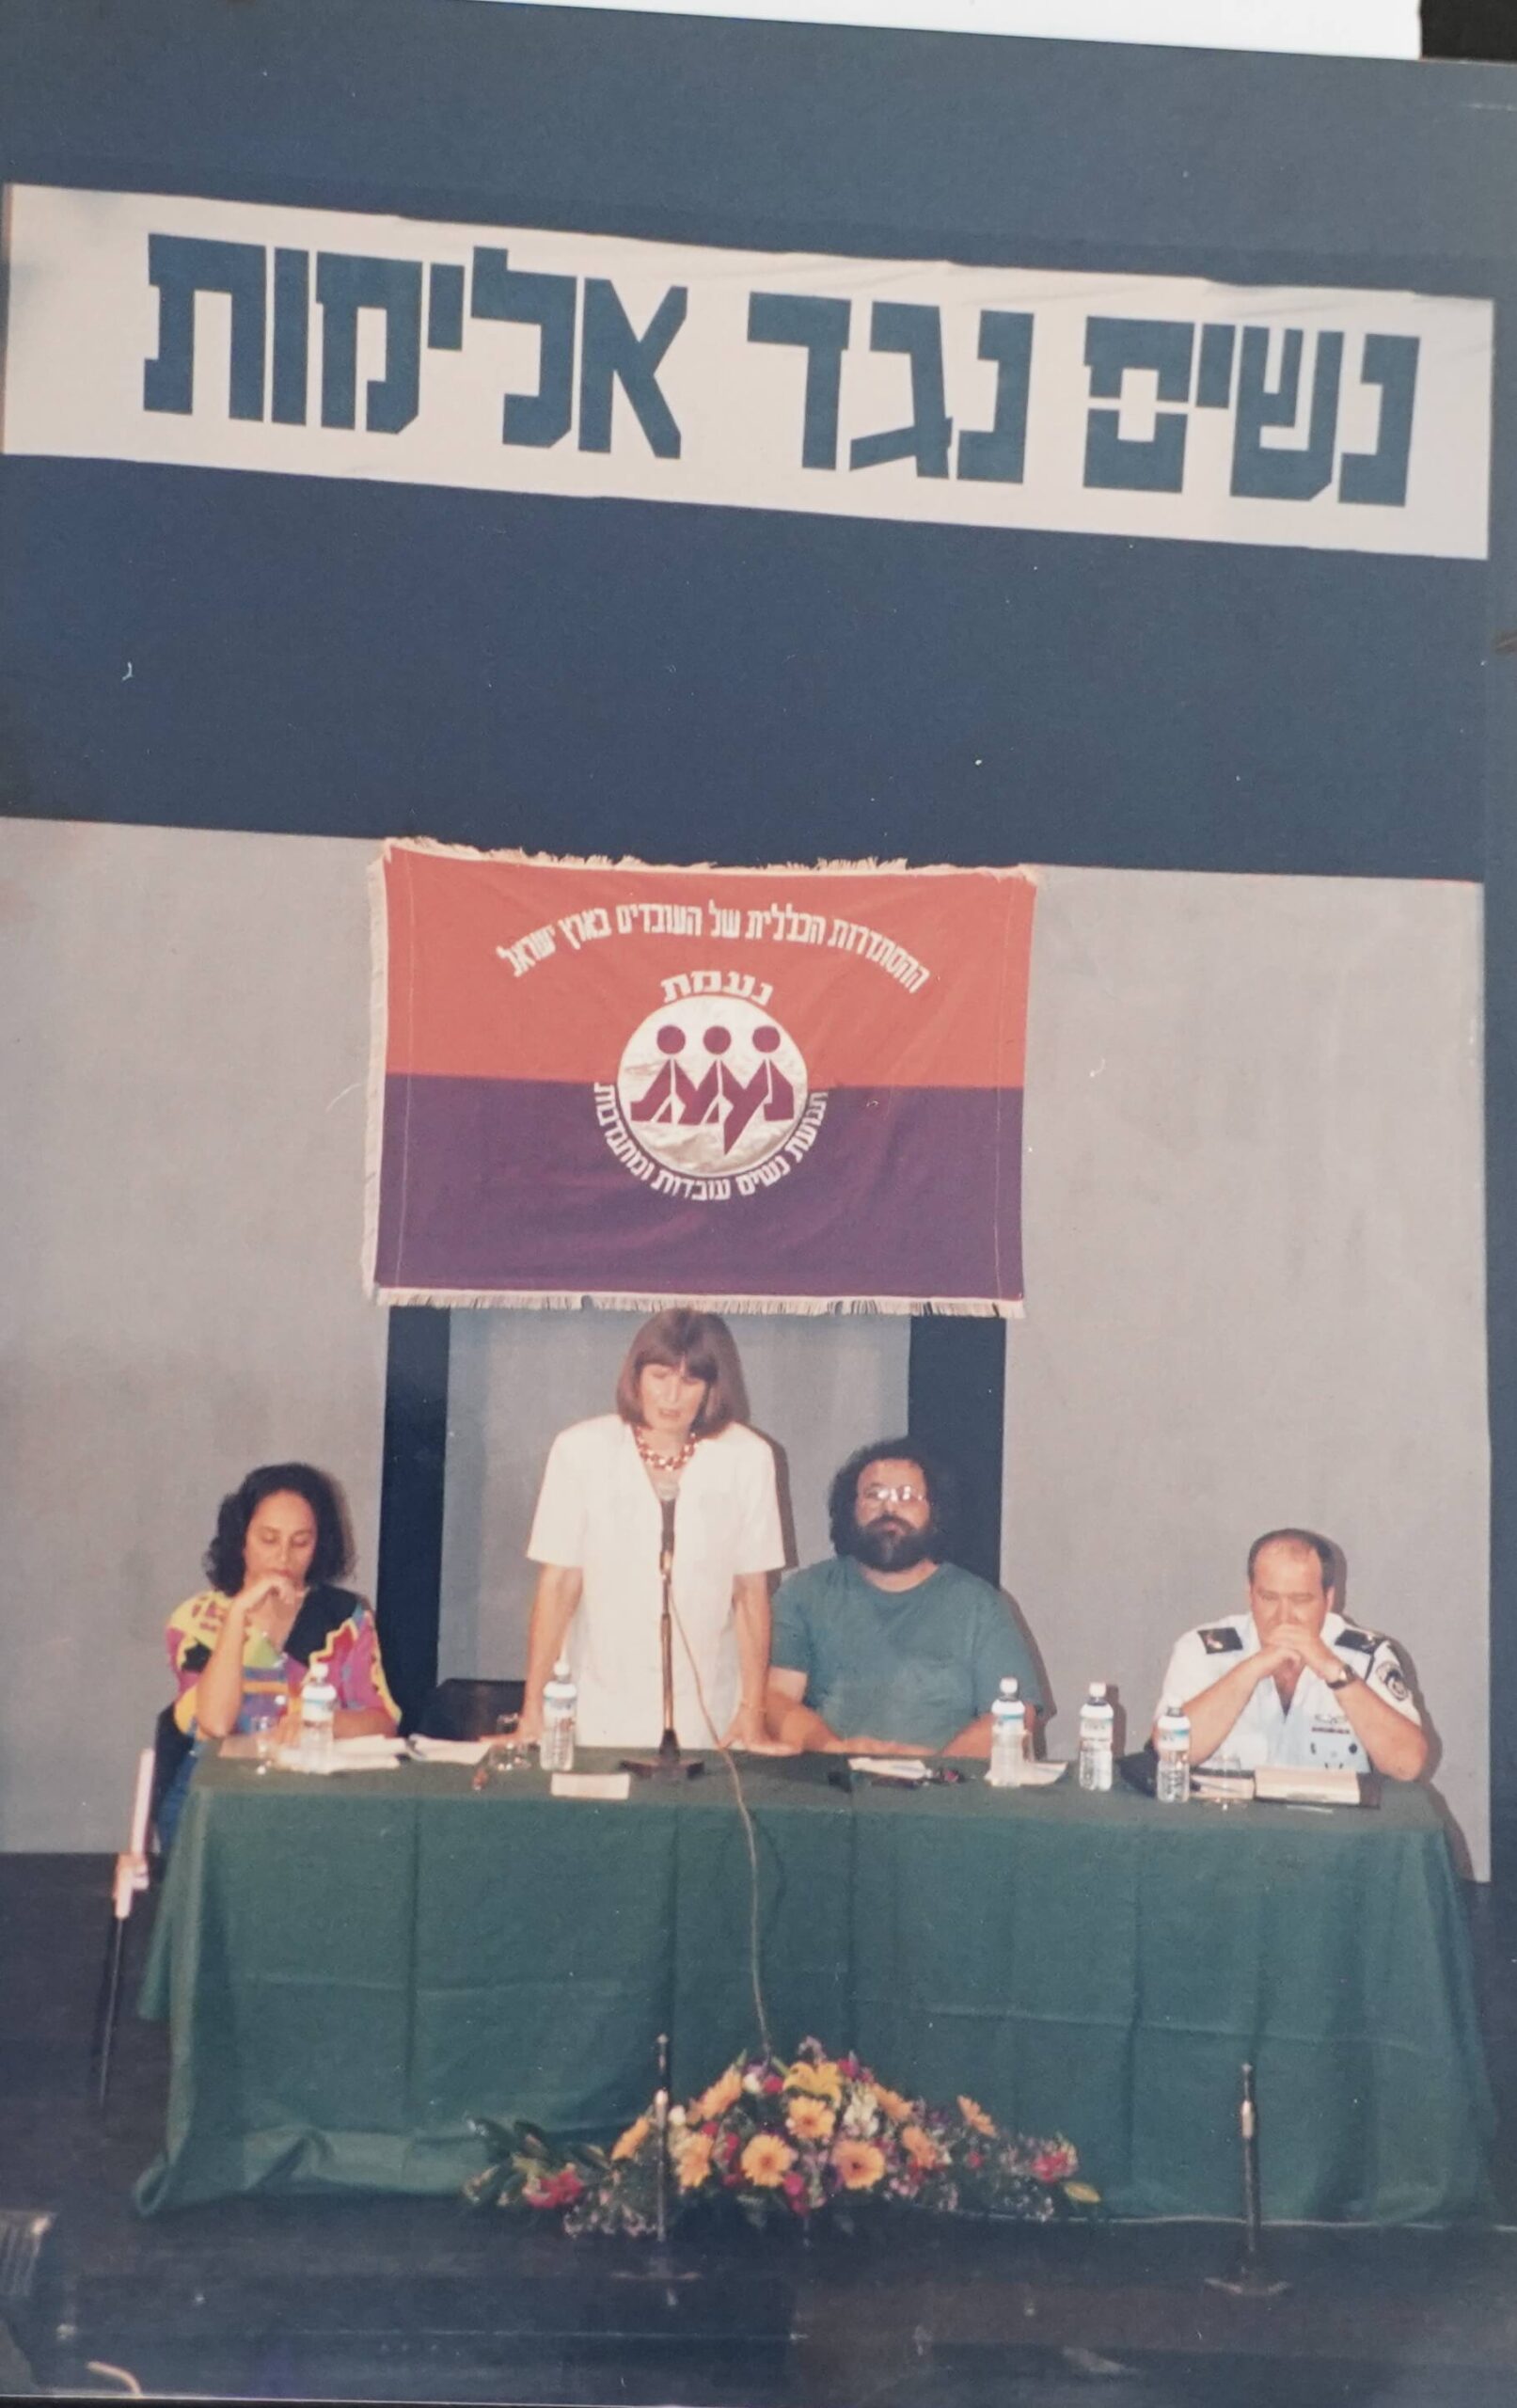 נשים נגד אלימות
ההסתדרות הכללית של העובדים בארץ ישראל
נעמת
נעמת
תנועת נשים עובדות ומתנדבות